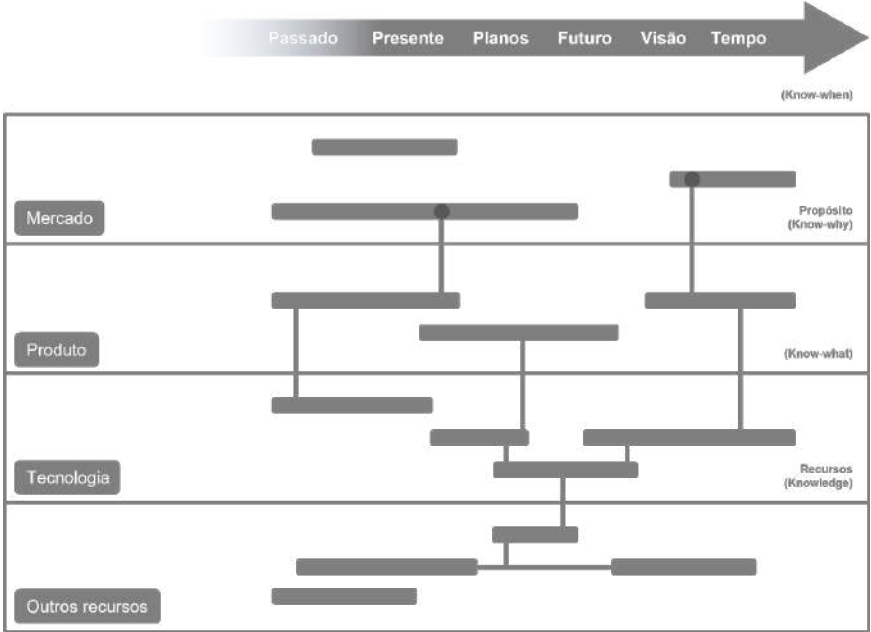 Passado Presente Planos Futuro Visão Tempo
(Know-when)
Mercado
Propósito
(Know-why)
Produto
(Know-what)
Tecnologia
Recursos
(Knowledge)
Outros recursos